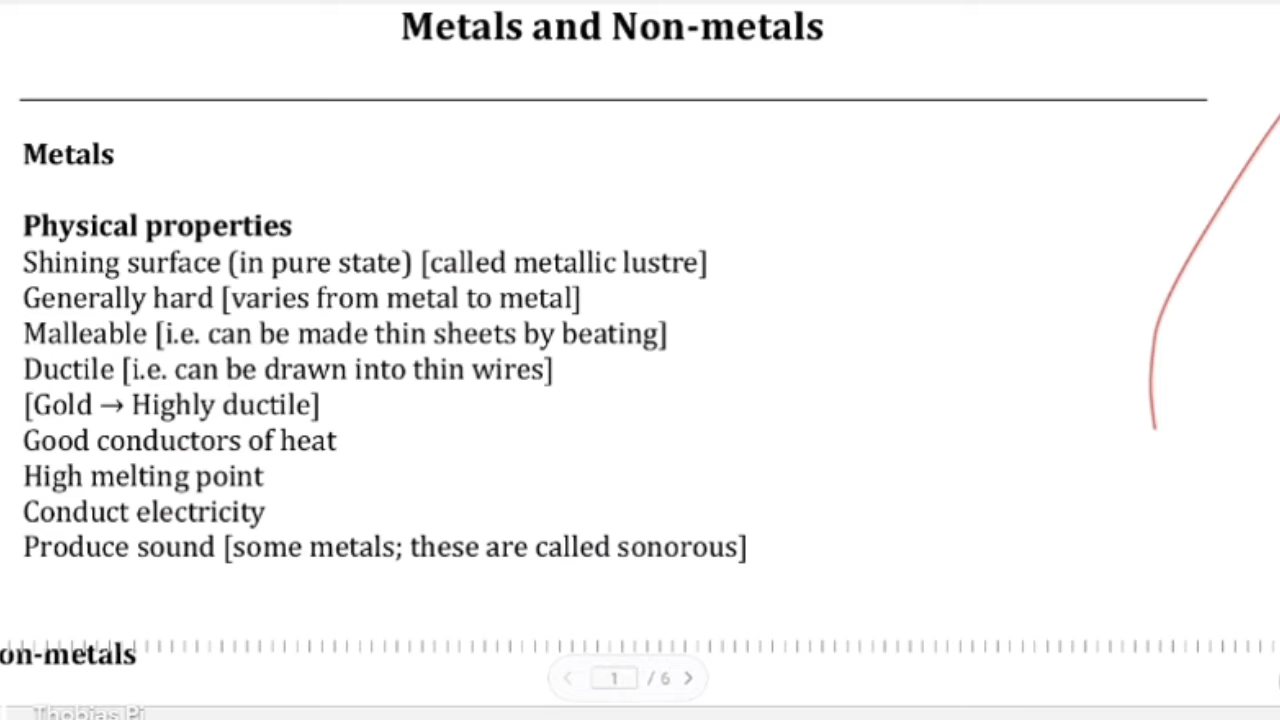 Metals and Non-metals
Metals
Physical properties
Shining surface (in pure state) [called metallic lustre]
Generally hard [varies from metal to metal]
Malleable [i.e. can be made thin sheets by beating]
Ductile [i.e. can be drawn into thin wires]
[Gold → Highly ductile]
Good conductors of heat
High melting point
Conduct electricity
Produce sound [some metals; these are called sonorous]
on-metals
1 / 6